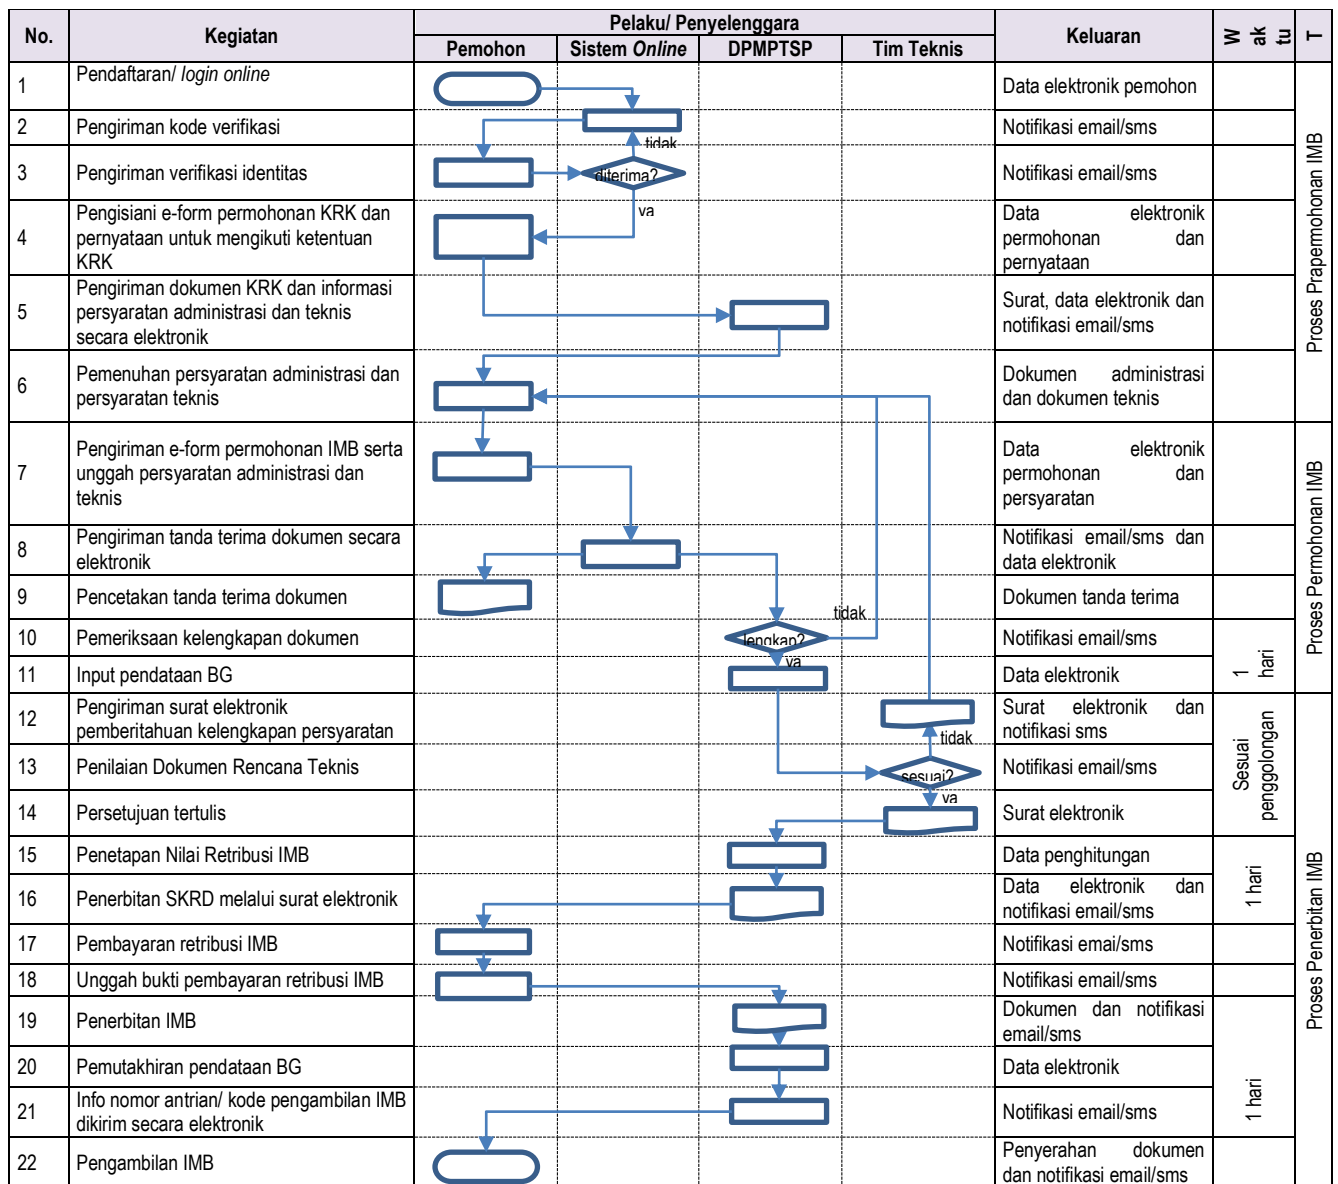 No.
Kegiatan
Pelaku/ Penyelenggara
Pemohon
Sistem Online
DPMPTSP
Tim Teknis
Keluaran
W
ak
tu
T
1
Pendaftaran/ login online
Data elektronik pemohon
2
Pengiriman kode verifikasi
Notifikasi email/sms
tidak
3
Pengiriman verifikasi identitas
diterima?
Notifikasi email/sms
ya
4
Pengisiani e-form permohonan KRK dan
pernyataan untuk mengikuti ketentuan
KRK
Data elektronik
permohonan dan
pernyataan
5
Pengiriman dokumen KRK dan informasi
persyaratan administrasi dan teknis
secara elektronik
Surat, data elektronik dan
notifikasi email/sms
6
Pemenuhan persyaratan administrasi dan
persyaratan teknis
Dokumen administrasi
dan dokumen teknis
Proses Prapermohonan IMB
7
Pengiriman e-form permohonan IMB serta
unggah persyaratan administrasi dan
teknis
Data elektronik
permohonan dan
persyaratan
8
Pengiriman tanda terima dokumen secara
elektronik
Notifikasi email/sms dan
data elektronik
9
Pencetakan tanda terima dokumen
Dokumen tanda terima
tidak
10
Pemeriksaan kelengkapan dokumen
lengkap?
Notifikasi email/sms
ya
11
Input pendataan BG
Data elektronik
1
hari
Proses Permohonan IMB
12
Pengiriman surat elektronik
pemberitahuan kelengkapan persyaratan
Surat elektronik dan
notifikasi sms
tidak
13
Penilaian Dokumen Rencana Teknis
sesuai?
Notifikasi email/sms
ya
14
Persetujuan tertulis
Surat elektronik
Sesuai
penggolongan
15
Penetapan Nilai Retribusi IMB
Data penghitungan
16
Penerbitan SKRD melalui surat elektronik
Data elektronik dan
notifikasi email/sms
1 hari
17
Pembayaran retribusi IMB
Notifikasi emai/sms
18
Unggah bukti pembayaran retribusi IMB
Notifikasi email/sms
19
Penerbitan IMB
Dokumen dan notifikasi
email/sms
20
Pemutakhiran pendataan BG
Data elektronik
21
Info nomor antrian/ kode pengambilan IMB
dikirim secara elektronik
Notifikasi email/sms
1 hari
22
Pengambilan IMB
Penyerahan dokumen
dan notifikasi email/sms
Proses Penerbitan IMB